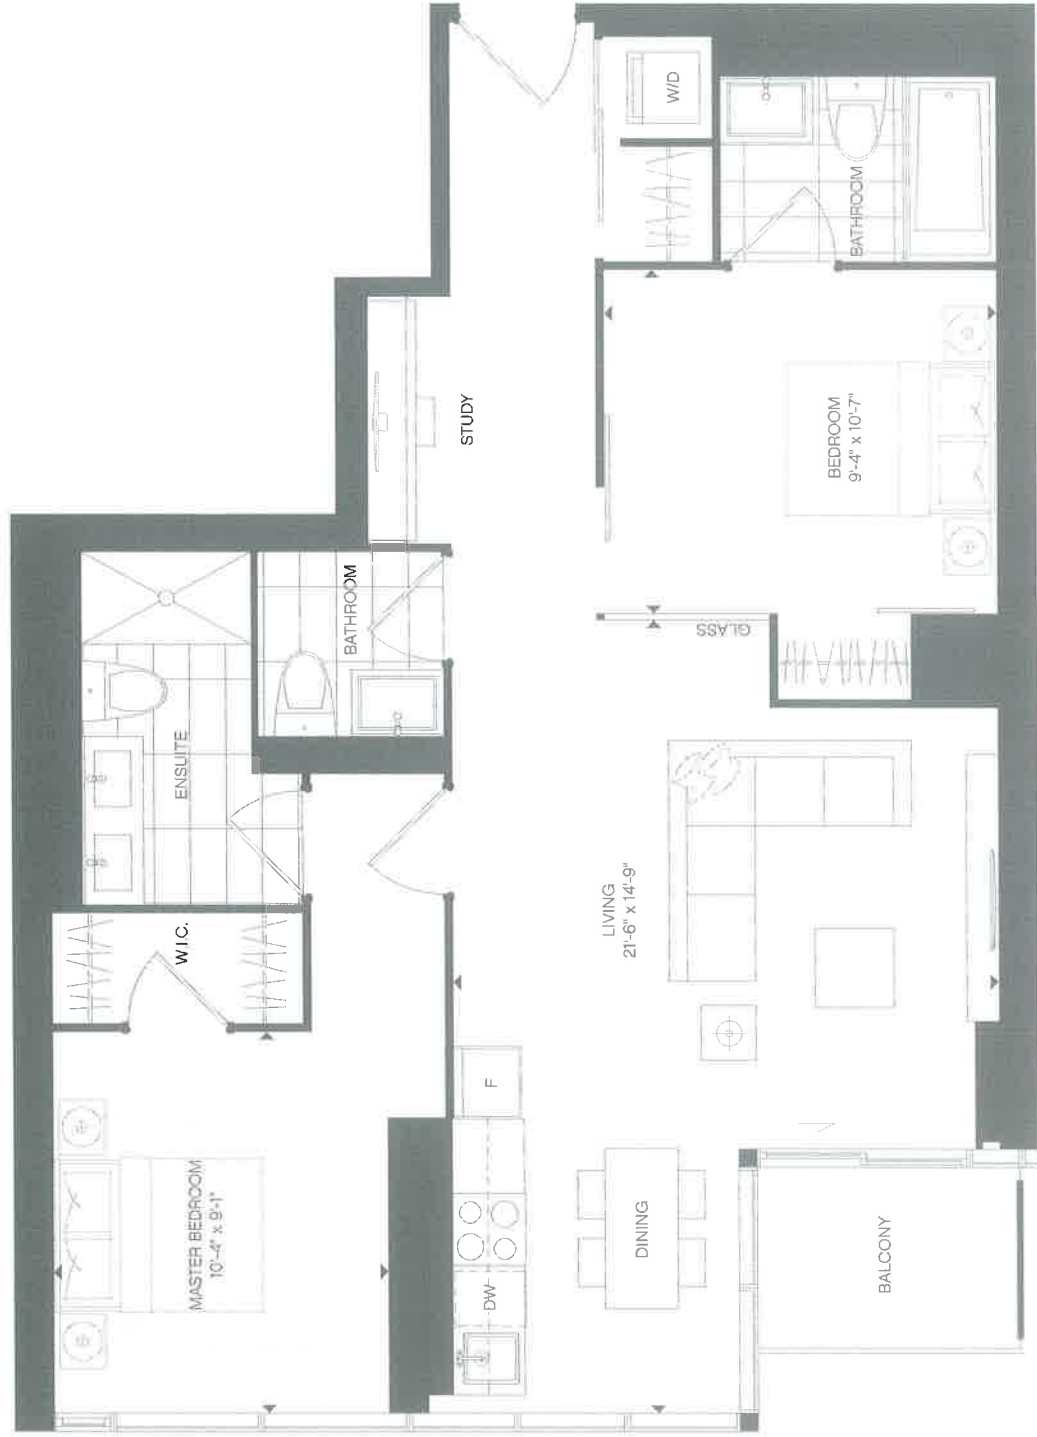 W/D
BATHROOM
STUDY
BEDROOM
9'-4" x 10'-7"
BATHROOM
GLASS
ENSUITE
W.I.C.
LIVING
21'-6" x 14'-9"
F
MASTER BEDROOM
10'-4" x 9'-1"
DINING
DW
BALCONY